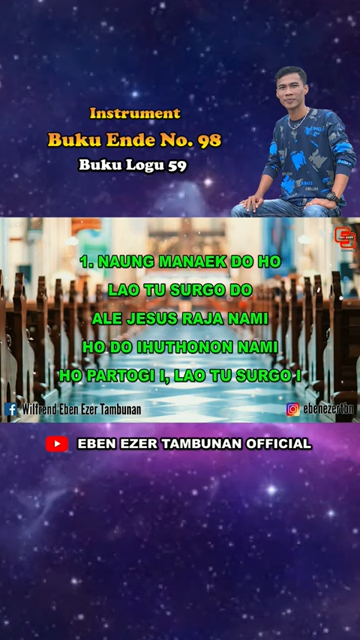 Instrument
Buku Ende No. 98
Buku Logu 59
1. NAUNG MANAEK DO HO
LAO TU SURGO DO
ALE JESUS RAJA NAMI
HO DO IHUTHONON NAMI
HO PARTOGI I, LAO TU SURGO I
Wilfrend Eben Ezer Tambunan
ebenezertbn
EBEN EZER TAMBUNAN OFFICIAL